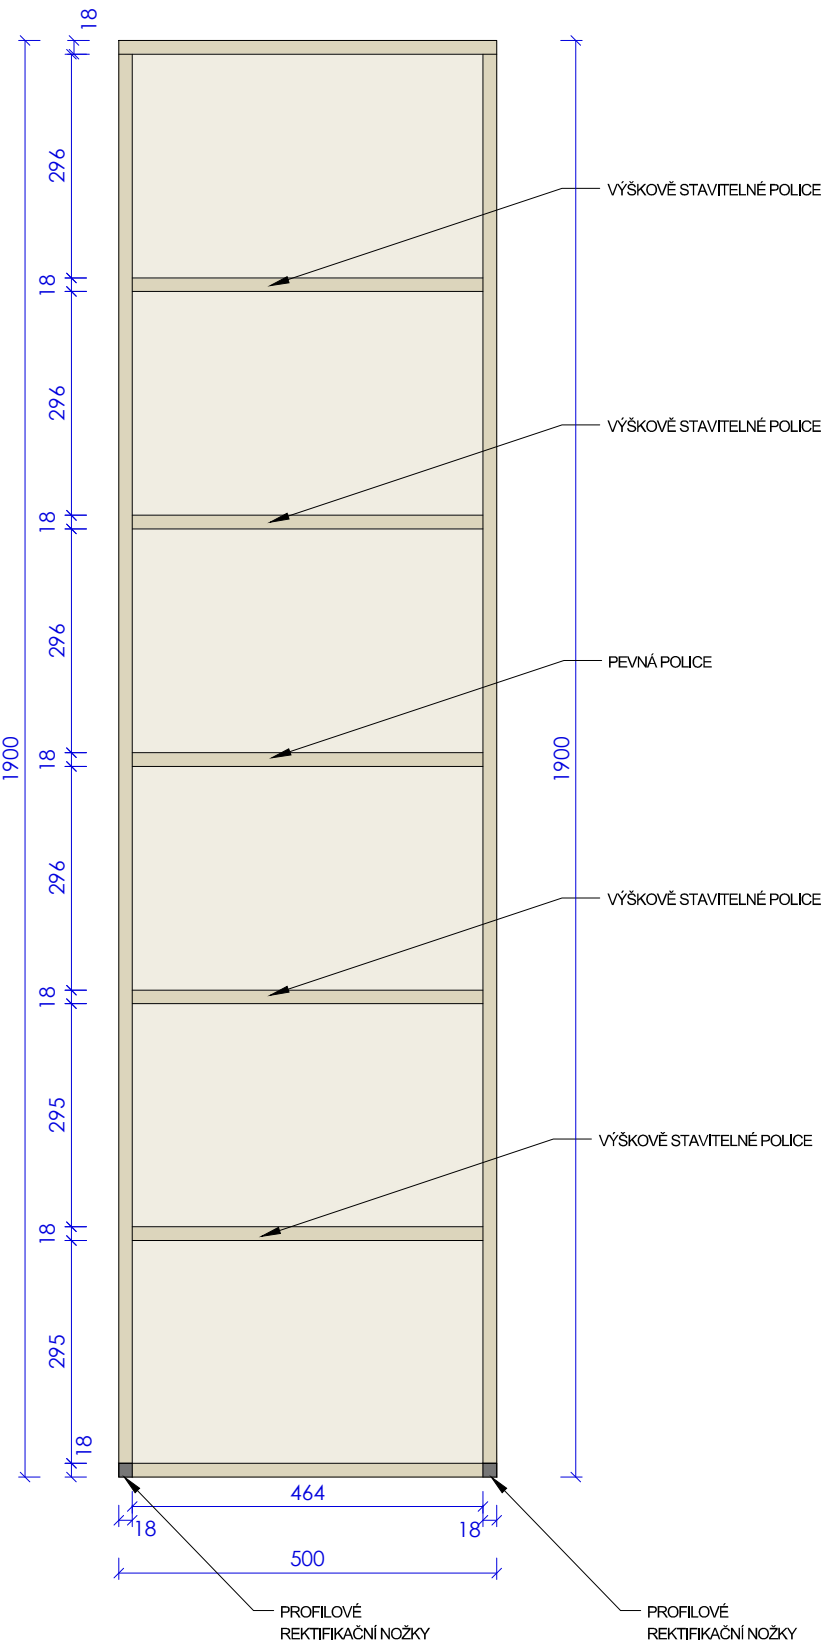 18
296
VÝŠKOVĚ STAVITELNÉ POLICE
18
296
VÝŠKOVĚ STAVITELNÉ POLICE
18
296
PEVNÁ POLICE
1900
18
1900
296
VÝŠKOVĚ STAVITELNÉ POLICE
18
295
VÝŠKOVĚ STAVITELNÉ POLICE
18
295
18
464
18
18
500
PROFILOVÉ
REKTIFIKAČNÍ NOŽKY
PROFILOVÉ
REKTIFIKAČNÍ NOŽKY